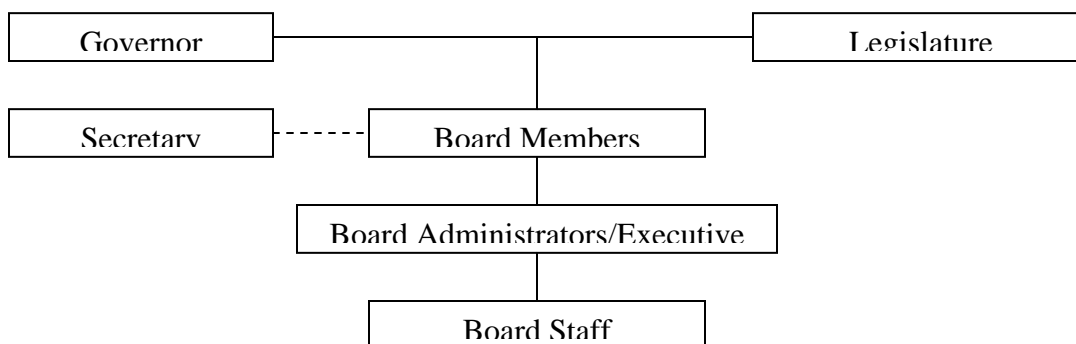 Governor
Legislature
Secretary
Board Members
Board Administrators/Executive
Board Staff